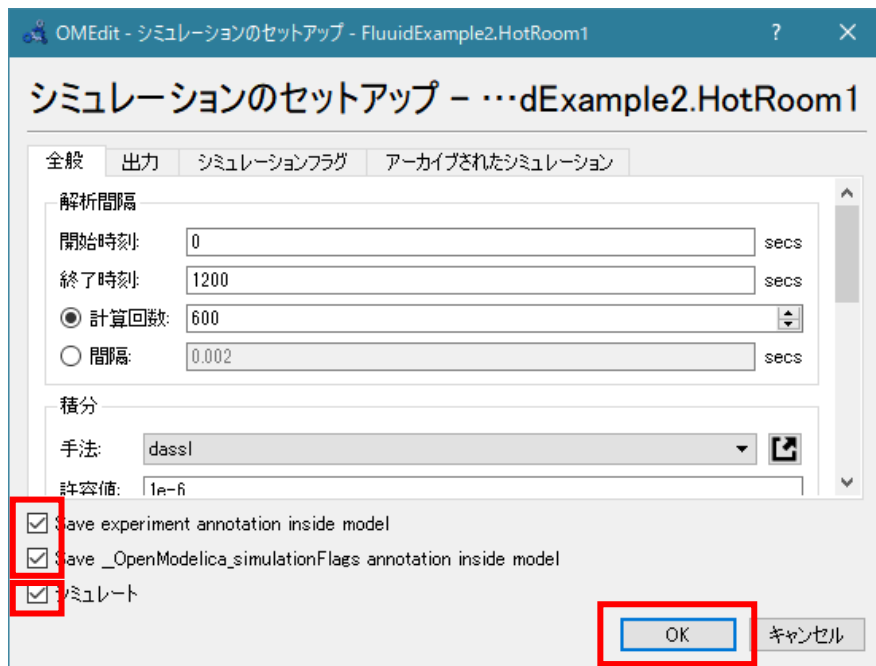 OMEdit - シミュレーションのセットアップ - FluuidExample2.HotRoom1 ?
シミュレーションのセットアップ - …dExample2.HotRoom1
全般 出力 シミュレーションフラグ アーカイブされたシミュレーション
解析間隔
開始時刻: 0 secs
終了時刻: 1200 secs
計算回数: 600
間隔: 0.002 secs
積分
手法: dassl
許容値: 1e-6
Save experiment annotation inside model
Save _OpenModelica_simulationFlags annotation inside model
シミュレート
OK キャンセル